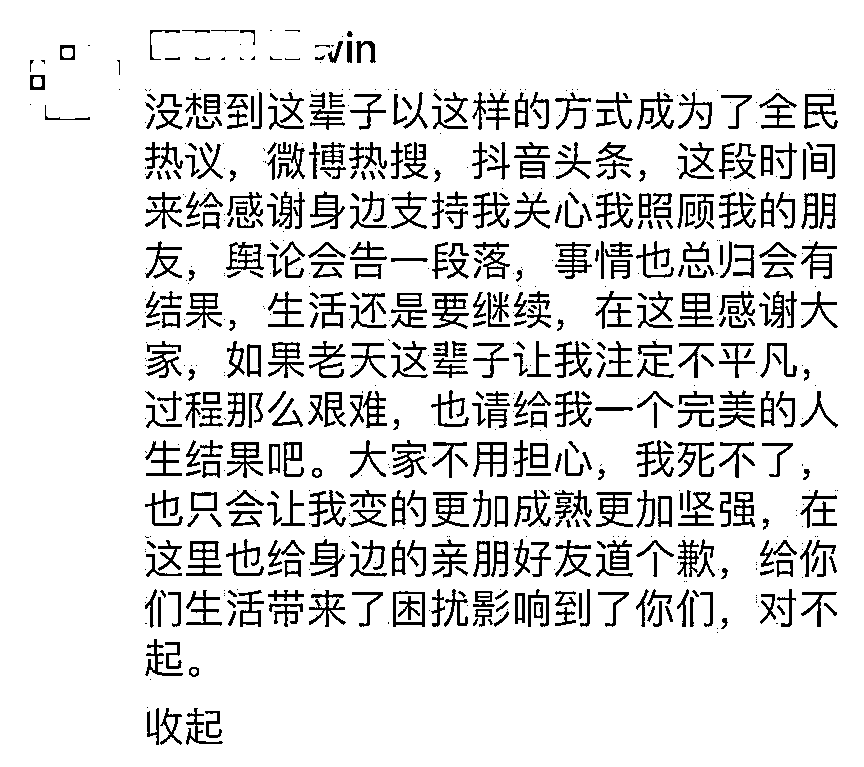 win
没想到这辈子以这样的方式成为了全民
热议，微博热搜，抖音头条，这段时间
来给感谢身边支持我关心我照顾我的朋
友，舆论会告一段落，事情也总归会有
结果，生活还是要继续，在这里感谢大
家，如果老天这辈子让我注定不平凡，
过程那么艰难，也请给我一个完美的人
生结果吧。大家不用担心，我死不了，
也只会让我变的更加成熟更加坚强，在
这里也给身边的亲朋好友道个歉，给你
们生活带来了困扰影响到了你们，对不
起。
收起